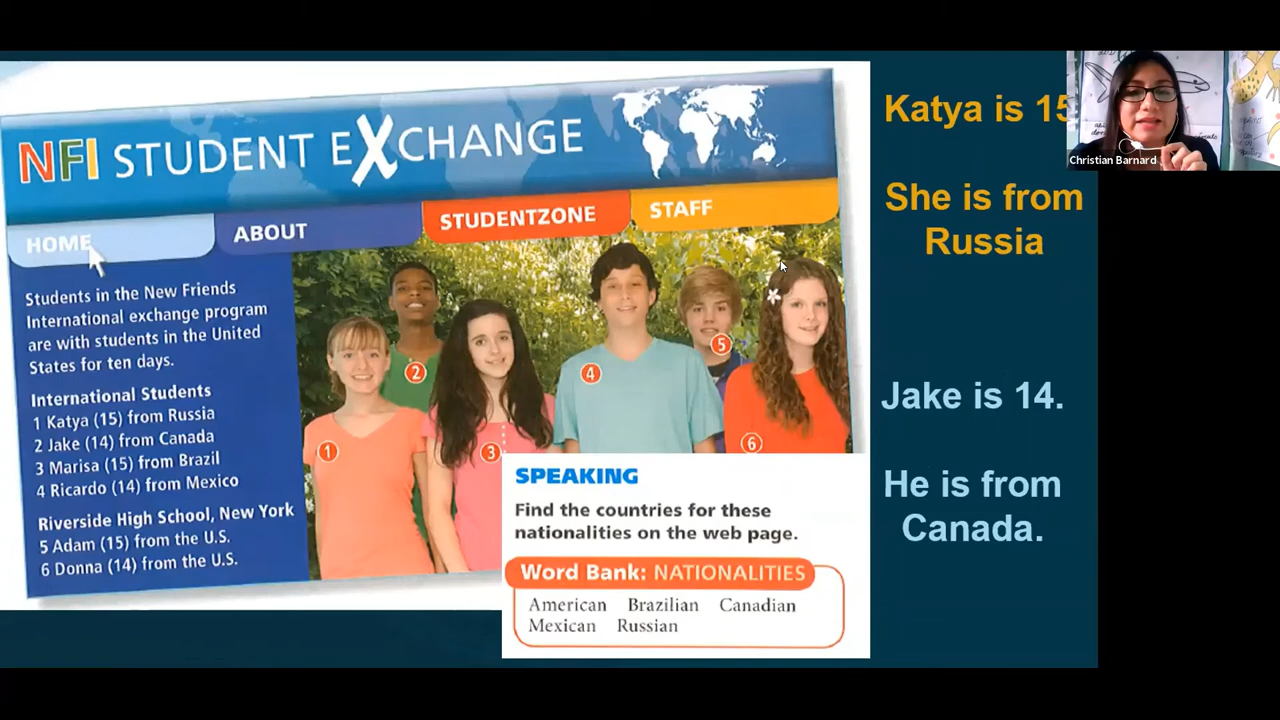 NFI STUDENT EXCHANGE
HOME
ABOUT
STUDENTZONE
STAFF
Students in the New Friends
International exchange program
are with students in the United
States for ten days.
International Students
1 Katya (15) from Russia
2 Jake (14) from Canada
3 Marisa (15) from Brazil
4 Ricardo (14) from Mexico
Riverside High School, New York
5 Adam (15) from the U.S.
6 Donna (14) from the U.S.
1
2
3
4
5
6
SPEAKING
Find the countries for these
nationalities on the web page.
Word Bank: NATIONALITIES
American Brazilian Canadian
Mexican Russian
Katya is 15
She is from
Russia
Jake is 14.
He is from
Canada.
Christian Barnard